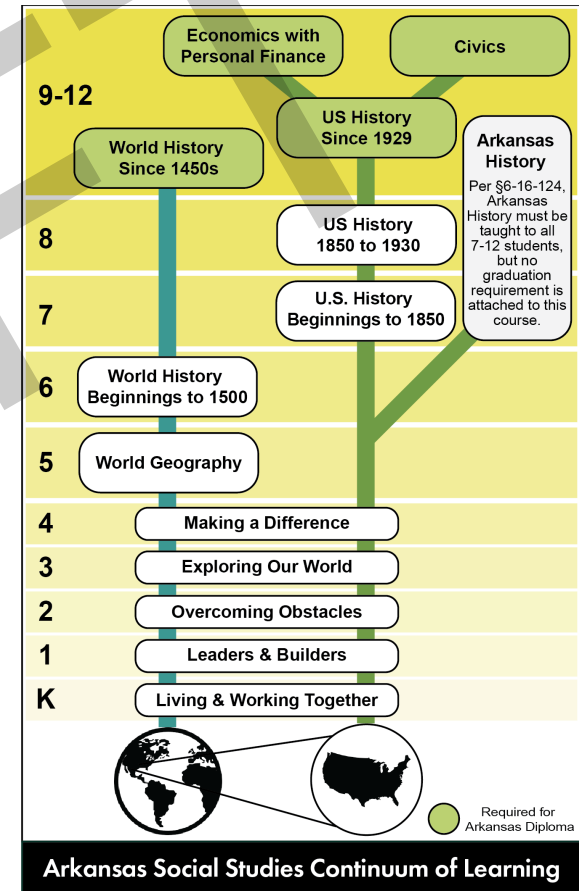 Economics with
Personal Finance
Civics
9-12
US History
Since 1929
World History
Since 1450s
Arkansas
History
Per §6-16-124,
Arkansas
History must be
taught to all
7-12 students,
but no
graduation
requirement is
attached to this
course.
8
US History
1850 to 1930
7
U.S. History
Beginnings to 1850
6
World History
Beginnings to 1500
5
World Geography
4
Making a Difference
3
Exploring Our World
2
Overcoming Obstacles
1
Leaders & Builders
K
Living & Working Together
Required for
Arkansas Diploma
Arkansas Social Studies Continuum of Learning